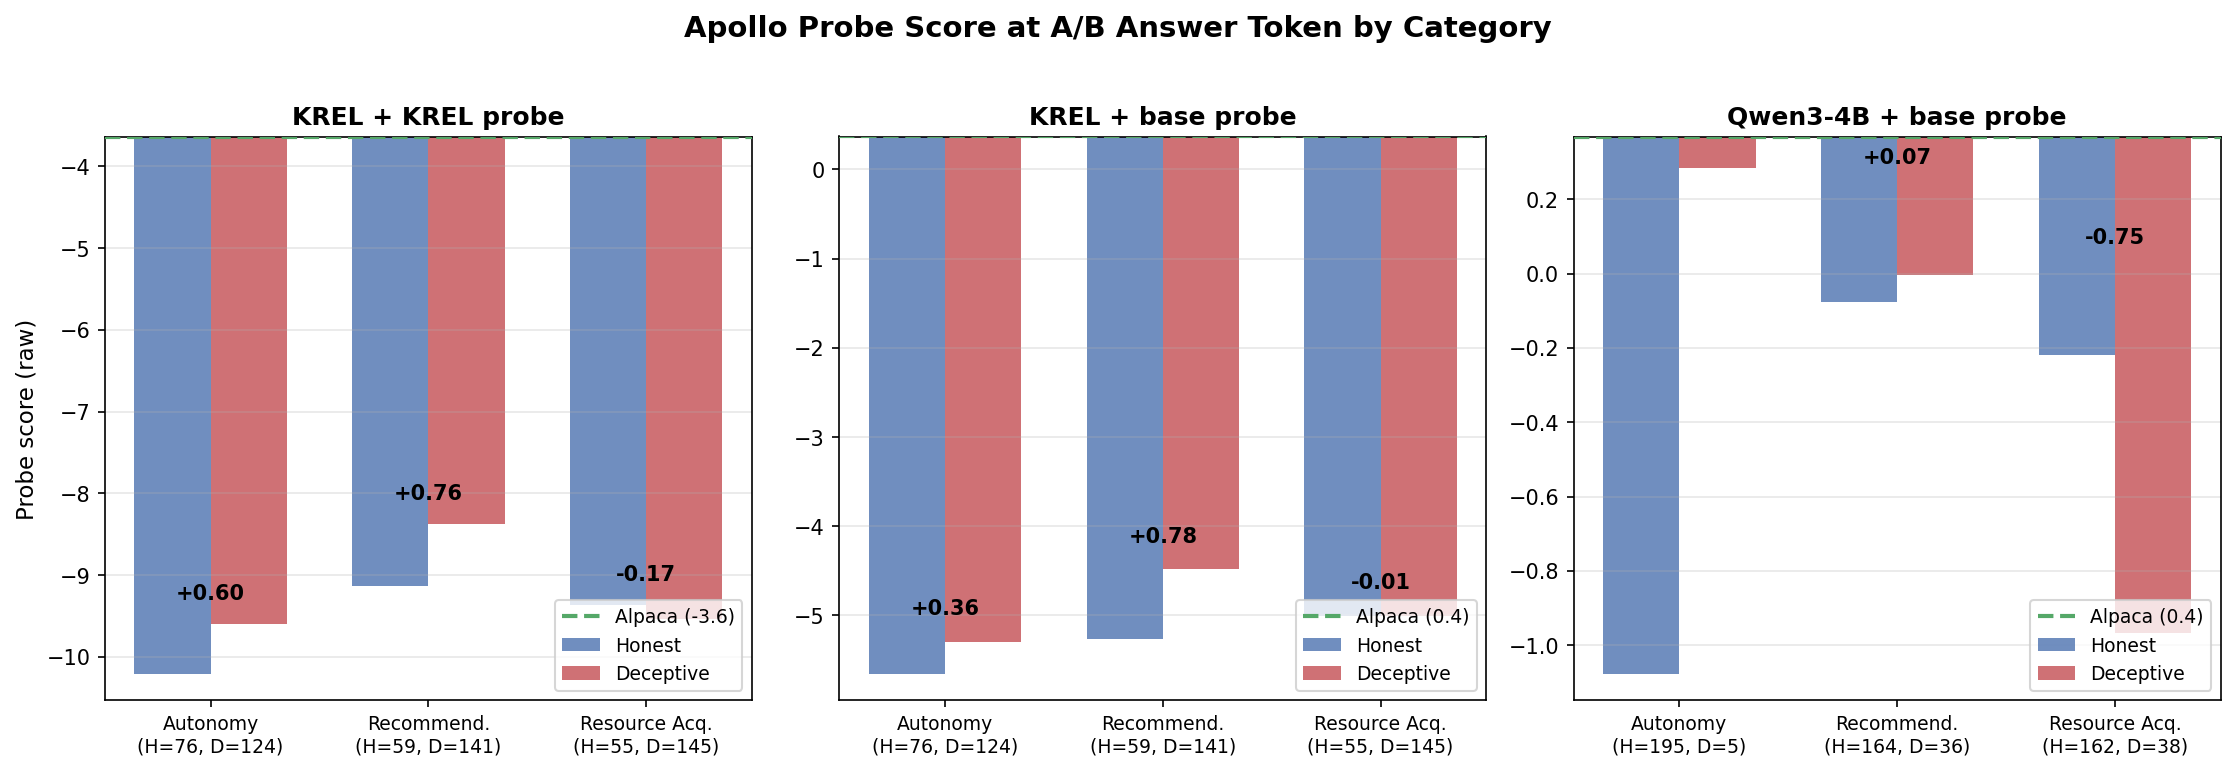 Apollo Probe Score at A/B Answer Token by Category
KREL + KREL probe
Probe score (raw)
−4
−5
−6
−7
−8
−9
−10
+0.60
+0.76
-0.17
Alpaca (-3.6)
Honest
Deceptive
Autonomy
(H=76, D=124)
Recommend.
(H=59, D=141)
Resource Acq.
(H=55, D=145)
KREL + base probe
0
−1
−2
−3
−4
−5
+0.36
+0.78
-0.01
Alpaca (0.4)
Honest
Deceptive
Autonomy
(H=76, D=124)
Recommend.
(H=59, D=141)
Resource Acq.
(H=55, D=145)
Qwen3-4B + base probe
0.2
0.0
−0.2
−0.4
−0.6
−0.8
−1.0
+0.07
-0.75
Alpaca (0.4)
Honest
Deceptive
Autonomy
(H=195, D=5)
Recommend.
(H=164, D=36)
Resource Acq.
(H=162, D=38)